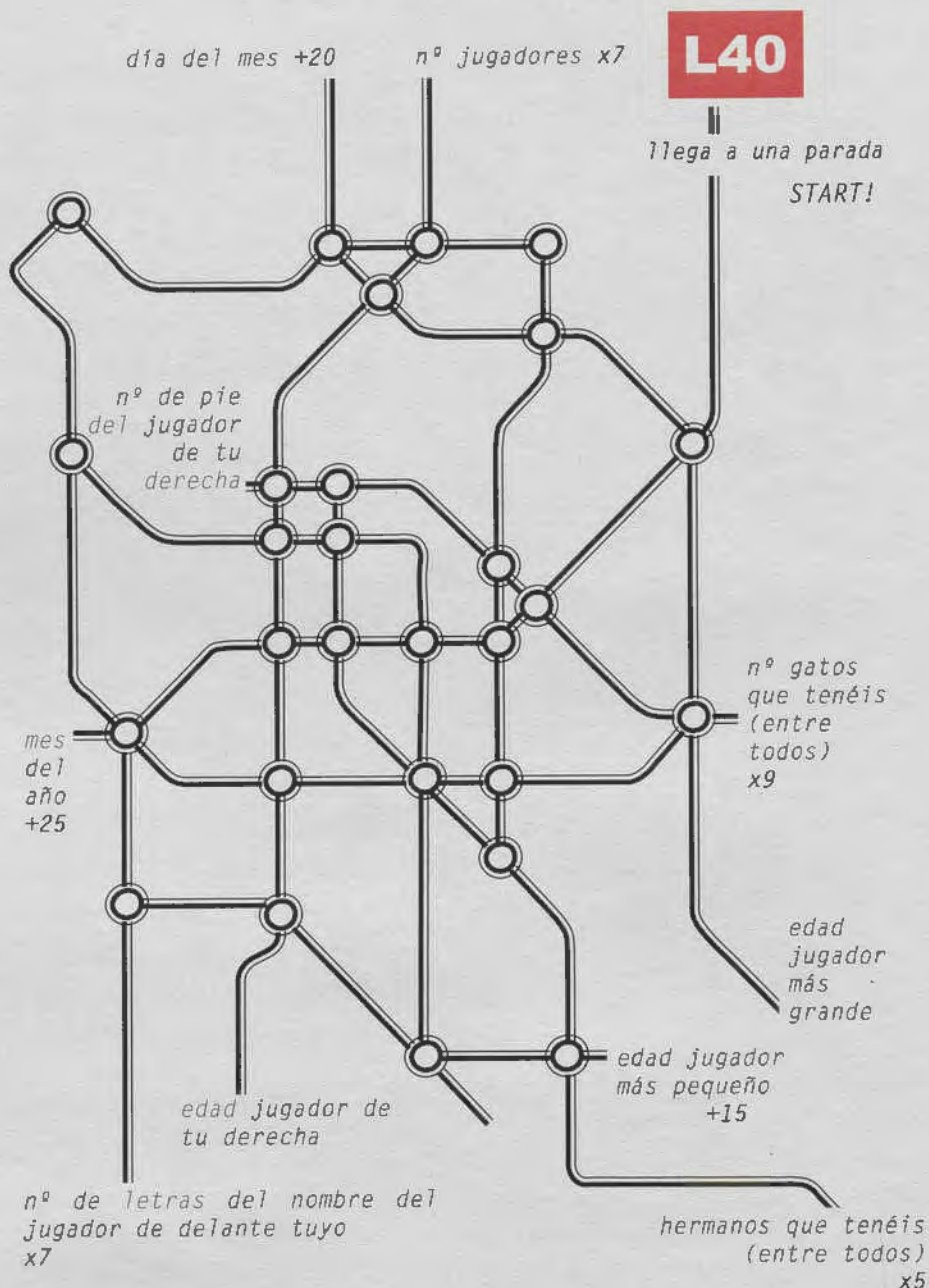 día del mes +20
nº jugadores x7
L40
llega a una parada
START!
nº de pie
del jugador
de tu
derecha
nº gatos
que tenéis
(entre
todos)
x9
mes
del
año
+25
edad
jugador
más
grande
edad jugador
más pequeño
+15
edad jugador de
tu derecha
nº de letras del nombre del
jugador de delante tuyo
x7
hermanos que tenéis
(entre todos)
x5